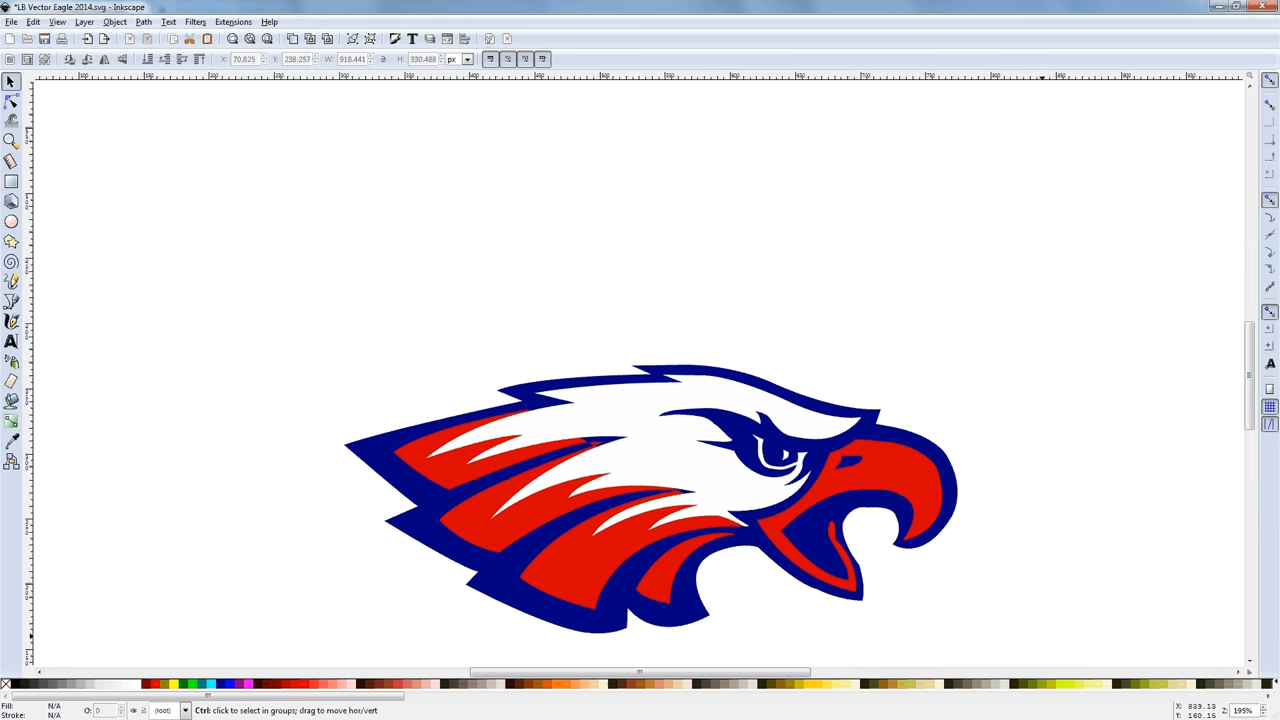 *LB Vector Eagle 2014.svg - Inkscape
File Edit View Layer Object Path Text Filters Extensions Help
X: 70.825 Y: 238.257 W: 918.441 H: 330.488 px
Fill: N/A
Stroke: N/A
O: 0
(root)
Ctrl: click to select in groups; drag to move hor/vert
X: 839.13
Y: 160.15
Z: 195%